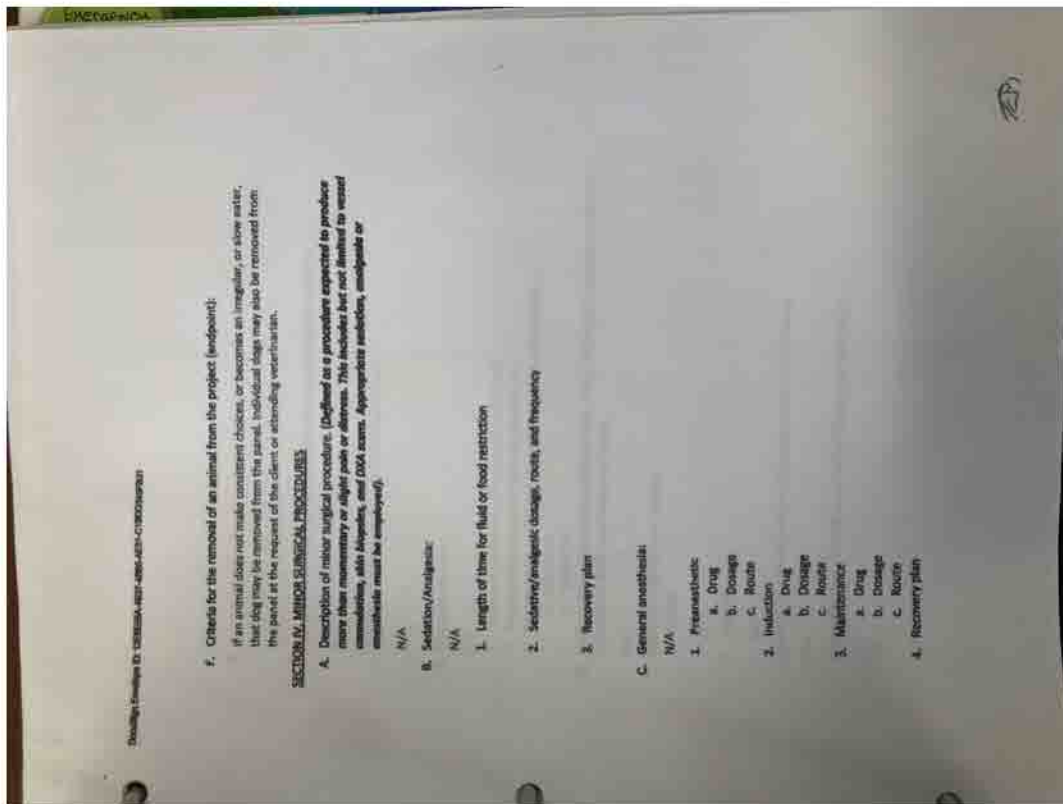 EMERGENCY
F. Criteria for the removal of an animal from the project (endpoint):
If an animal does not make consistent choices, or becomes an irregular, or slow eater,
that dog may be removed from the panel. Individual dogs may also be removed from
the panel at the request of the client or attending veterinarian.
SECTION IV. MINOR SURGICAL PROCEDURES
A. Description of minor surgical procedure. (Defined as a procedure expected to produce
more than momentary or slight pain or distress. This includes but not limited to vessel
cannulation, skin biopsies, and DXA scans. Appropriate sedation, analgesia or
anesthesia must be employed).
N/A
B. Sedation/Analgesia:
N/A
1. Length of time for fluid or food restriction
2. Sedative/analgesic dosage, route, and frequency
3. Recovery plan
C. General anesthesia:
N/A
1. Preanesthetic
a. Drug
b. Dosage
c. Route
2. Induction
a. Drug
b. Dosage
c. Route
3. Maintenance
a. Drug
b. Dosage
c. Route
4. Recovery plan